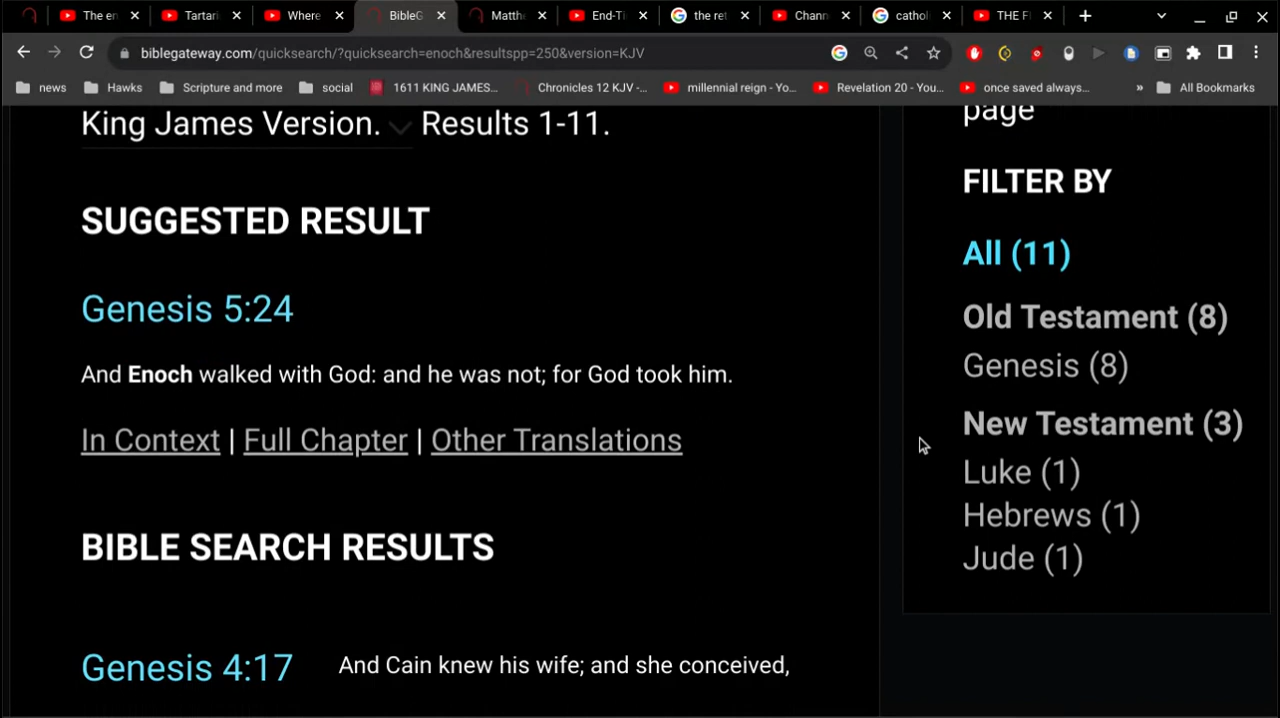 The en
Tartari
Where
BibleG
Matthe
End-Ti
the ret
Chann
cathol
THE F
biblegateway.com/quicksearch/?quicksearch=enoch&resultspp=250&version=KJV
news
Hawks
Scripture and more
social
1611 KING JAMES...
Chronicles 12 KJV -...
millennial reign - Yo...
Revelation 20 - You...
once saved always...
»
All Bookmarks
King James Version. Results 1-11.
SUGGESTED RESULT
Genesis 5:24
And Enoch walked with God: and he was not; for God took him.
In Context | Full Chapter | Other Translations
BIBLE SEARCH RESULTS
Genesis 4:17 And Cain knew his wife; and she conceived,
page
FILTER BY
All (11)
Old Testament (8)
Genesis (8)
New Testament (3)
Luke (1)
Hebrews (1)
Jude (1)